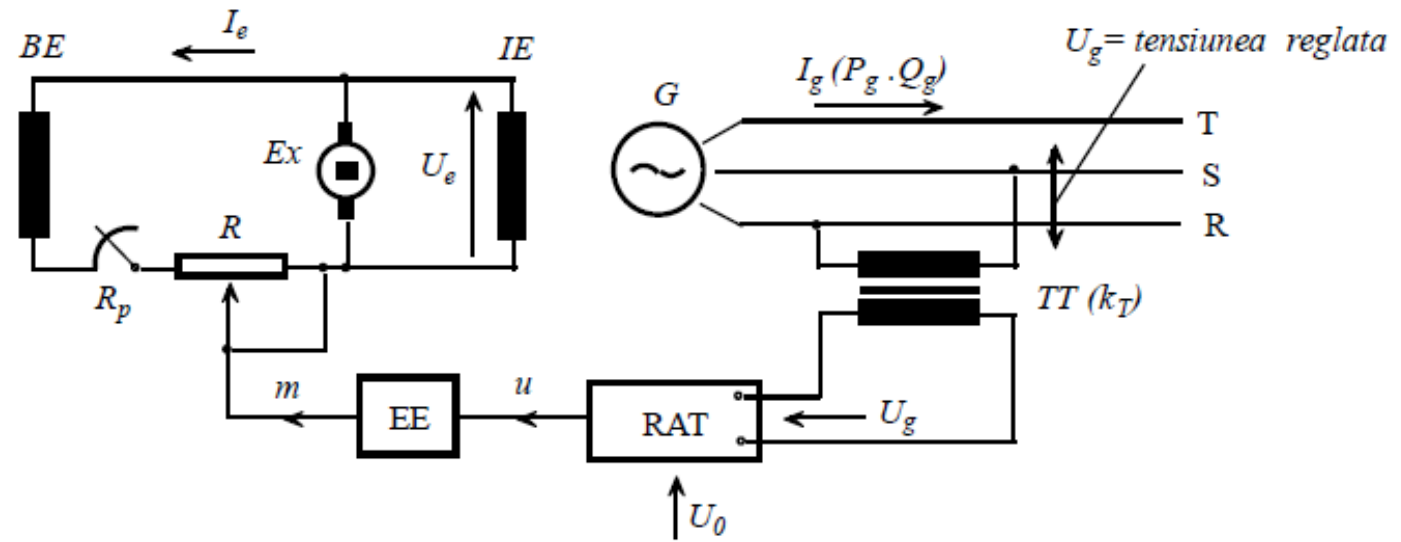 I_e
BE
IE
U_g= tensiunea reglata
I_g (P_g . Q_g)
G
T
Ex
U_e
S
R
R
R_p
TT (k_T)
m
u
EE
RAT
U_g
U_0